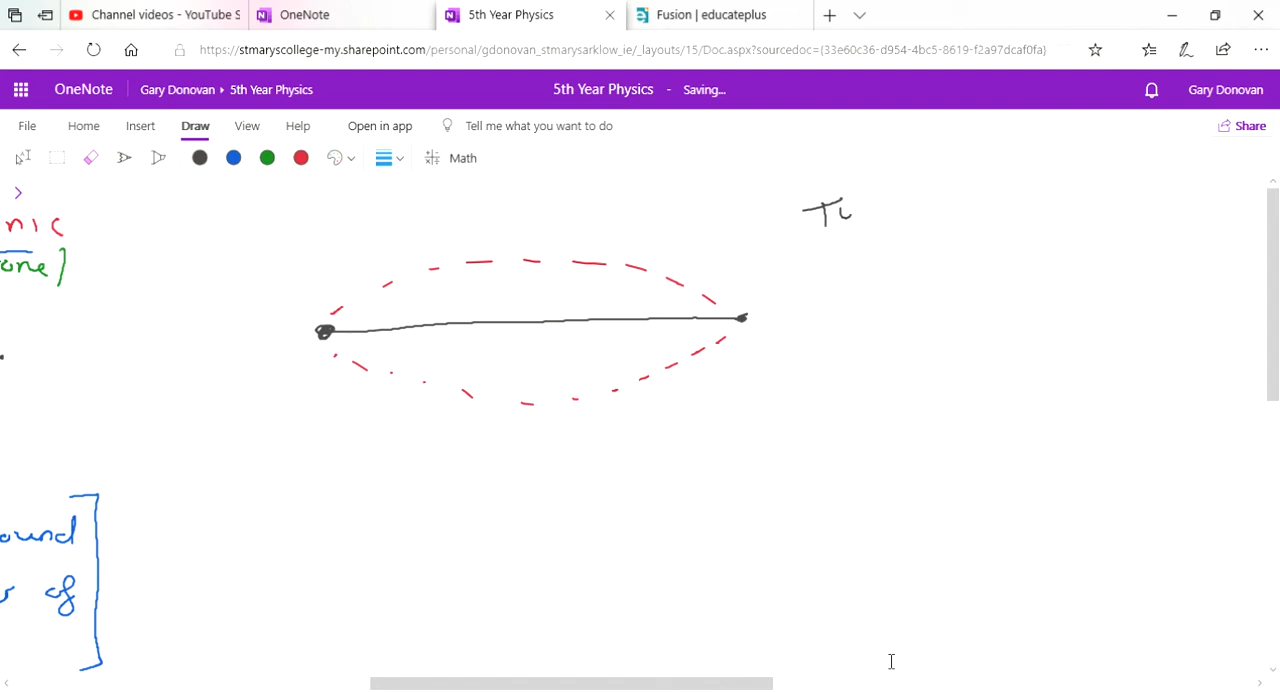 Channel videos - YouTube S
OneNote
5th Year Physics
Fusion | educateplus
https://stmaryscollege-my.sharepoint.com/personal/gdonovan_stmarysarklow_ie/_layouts/15/Doc.aspx?sourcedoc={33e60c36-d954-4bc5-8619-f2a97dcaf0fa}
OneNote
Gary Donovan › 5th Year Physics
5th Year Physics - Saving...
Gary Donovan
File Home Insert Draw View Help Open in app Tell me what you want to do
Share
Math
nic
one]
ound
of